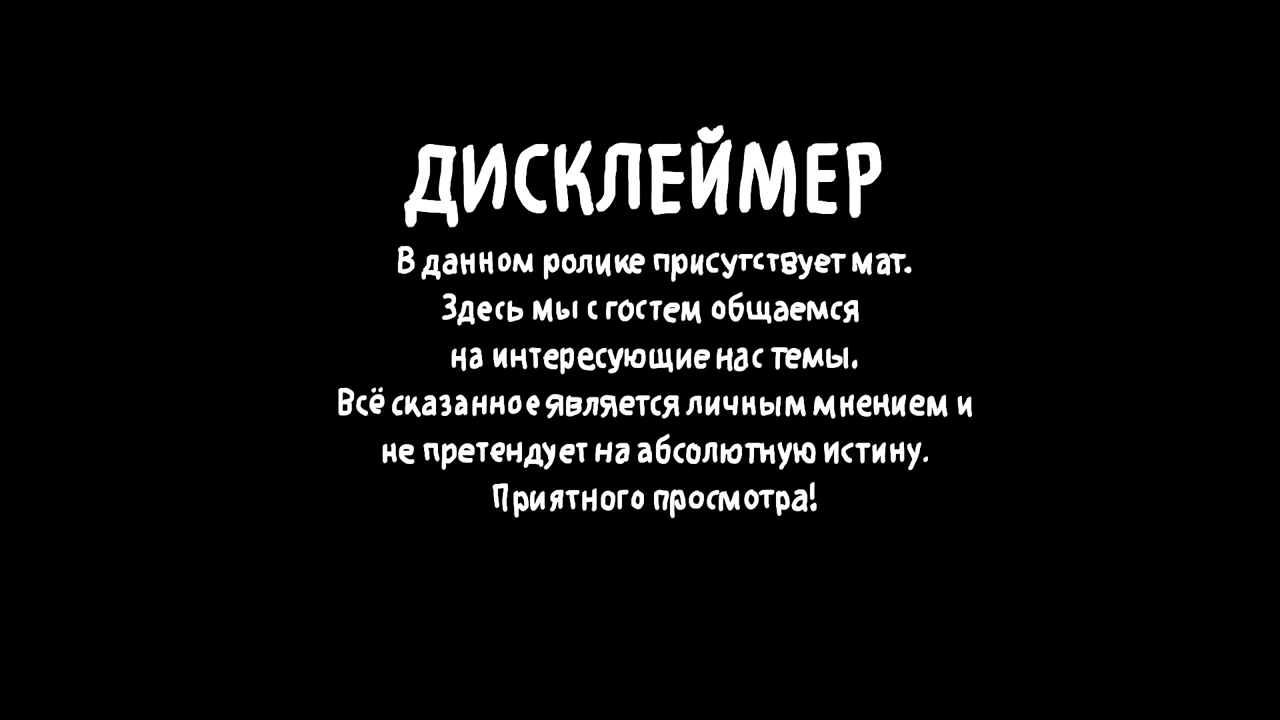 ДИСКЛЕЙМЕР
В данном ролике присутствует мат.
Здесь мы с гостем общаемся
на интересующие нас темы.
Всё сказанное является личным мнением и
не претендует на абсолютную истину.
Приятного просмотра!